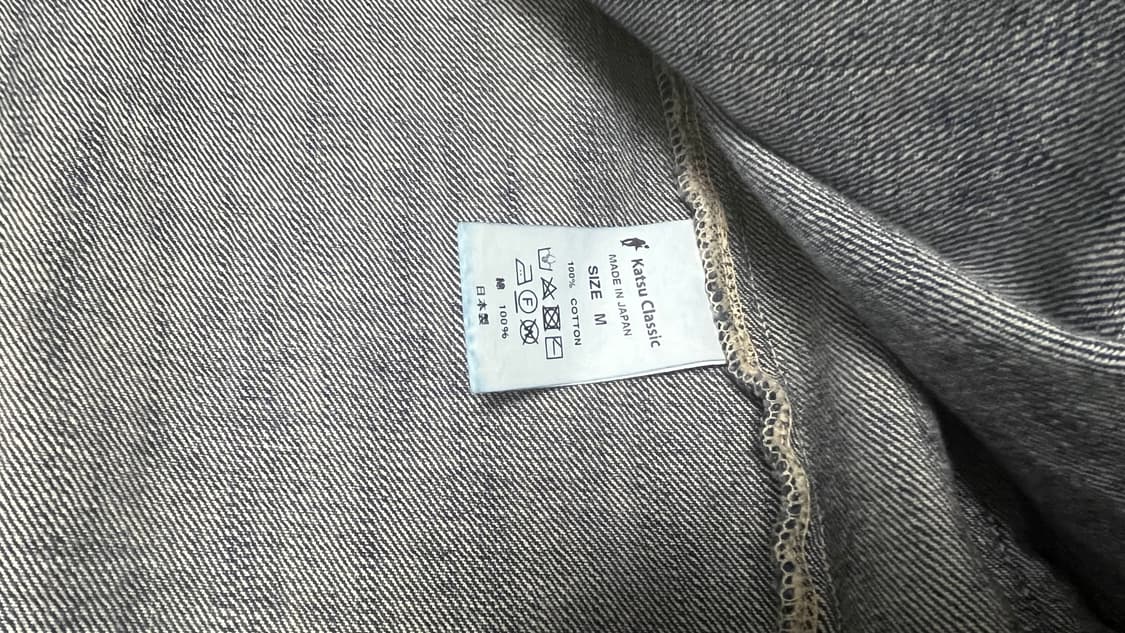 Katsu Classic
MADE IN JAPAN
SIZE M
100% COTTON
F
W
綿 100%
日本製